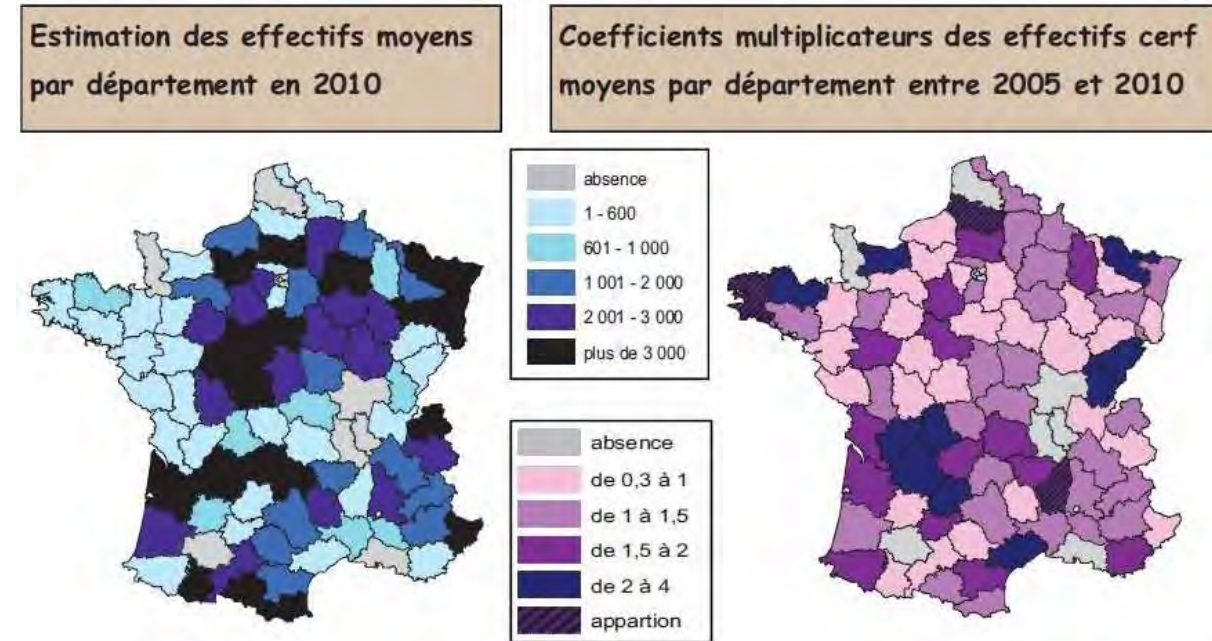 Estimation des effectifs moyens
par département en 2010
Coefficients multiplicateurs des effectifs cerf
moyens par département entre 2005 et 2010
absence
1 - 600
601 - 1 000
1 001 - 2 000
2 001 - 3 000
plus de 3 000
absence
de 0,3 à 1
de 1 à 1,5
de 1,5 à 2
de 2 à 4
appartion